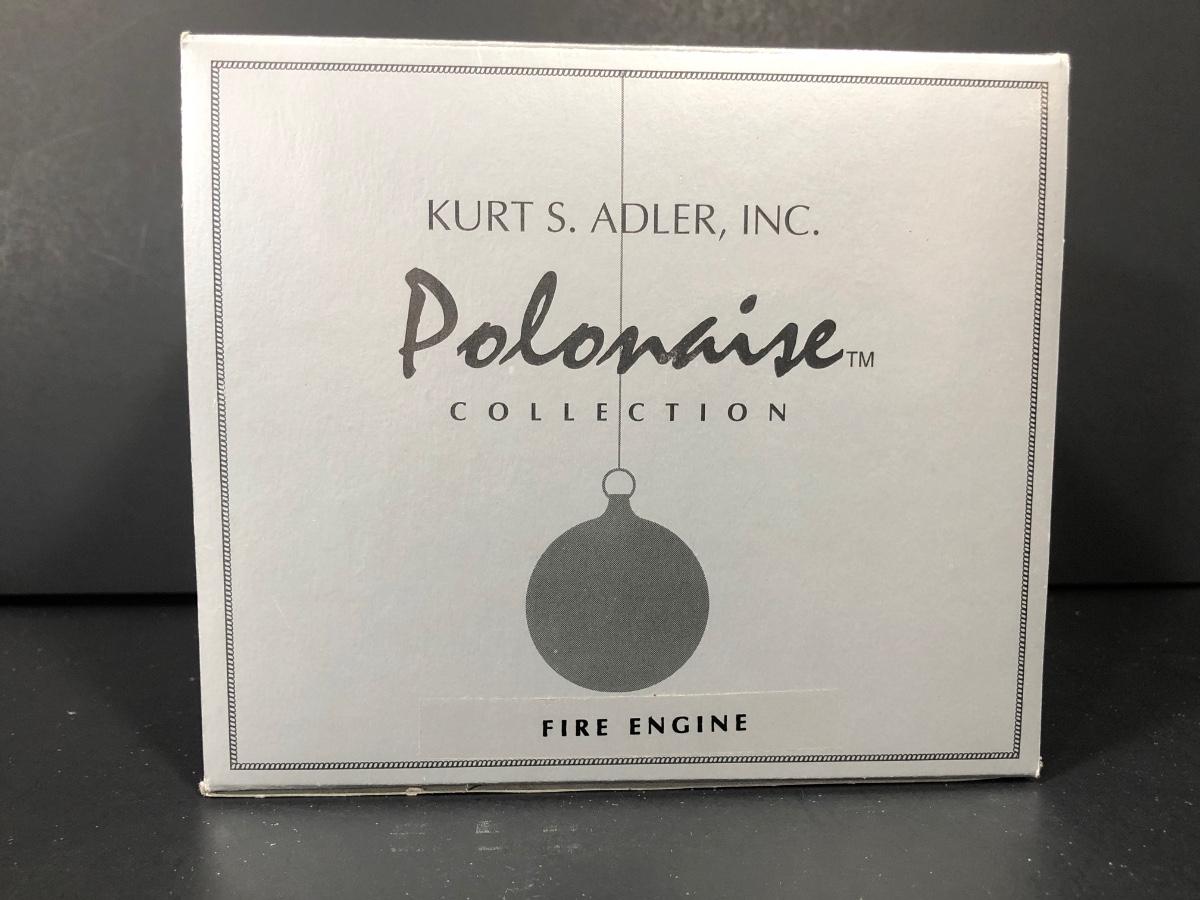 KURT S. ADLER, INC.
Polonaise™
COLLECTION
FIRE ENGINE